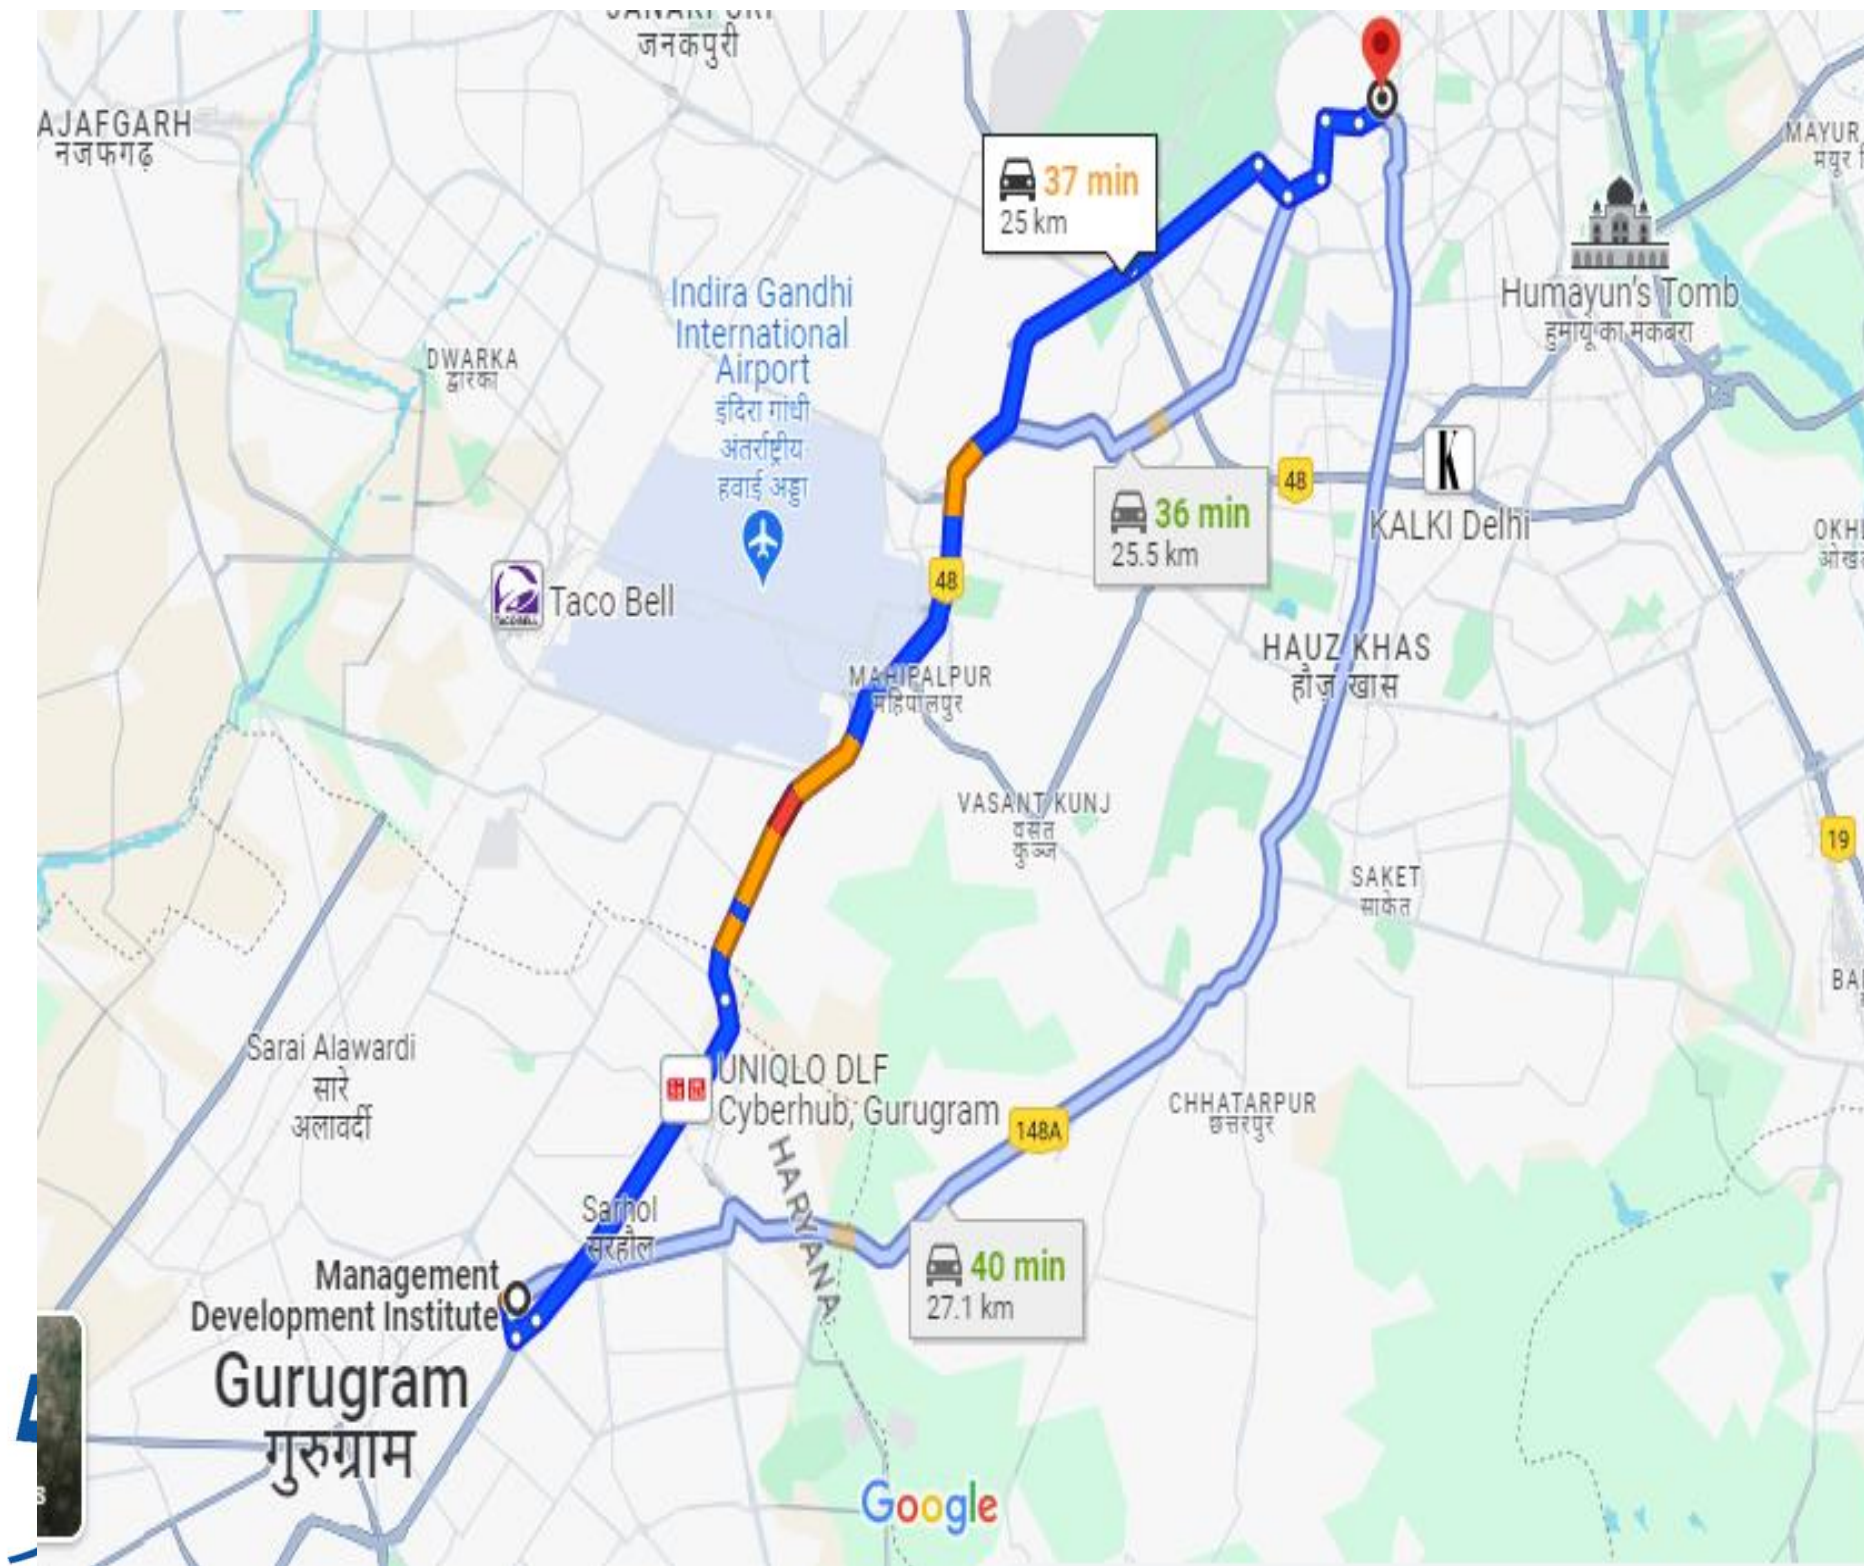 जनकपुरी
AJAFGARH
नजफगढ़
MAYUR
37 min
25 km
Humayun's Tomb
हुमायूं का मकबरा
Indira Gandhi
International
Airport
इंदिरा गांधी
अंतर्राष्ट्रीय
हवाई अड्डा
DWARKA
द्वारका
48
K
KALKI Delhi
36 min
25.5 km
48
Taco Bell
HAUZ KHAS
हौज़ खास
MAHIPALPUR
महिपालपुर
VASANT KUNJ
वसंत
कुञ्ज
19
SAKET
साकेत
Sarai Alawardi
सारे
अलावर्दी
UNIQLO DLF
Cyberhub, Gurugram
148A
CHHATARPUR
छत्तरपुर
HARYANA
Sarhol
सरहौल
Management
Development Institute
40 min
27.1 km
Gurugram
गुरुग्राम
Google